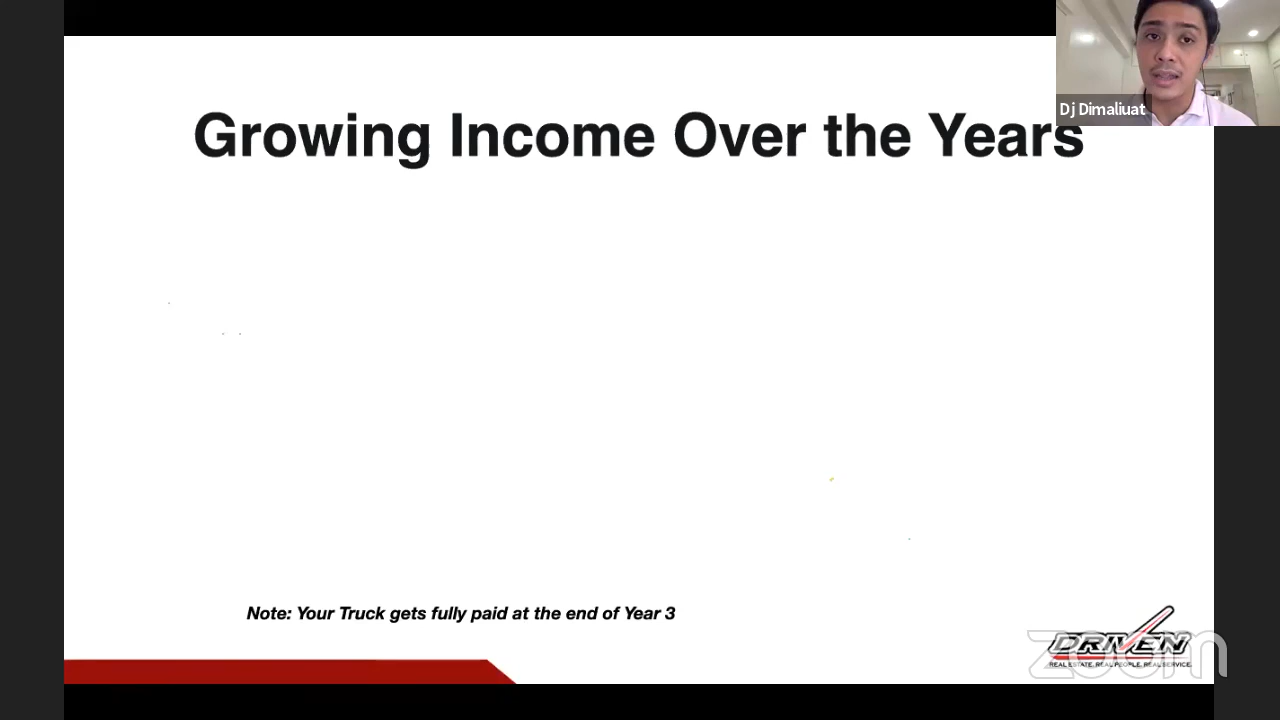 Dj Dimaliuat
Growing Income Over the Years
Note: Your Truck gets fully paid at the end of Year 3
DRIVEN
zoom
REAL ESTATE. REAL PEOPLE. REAL SERVICE.